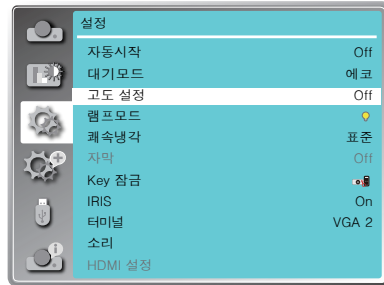 설정
자동시작 Off
대기모드 에코
고도 설정 Off
램프모드
쾌속냉각 표준
자막 Off
Key 잠금
IRIS On
터미널 VGA 2
소리
HDMI 설정